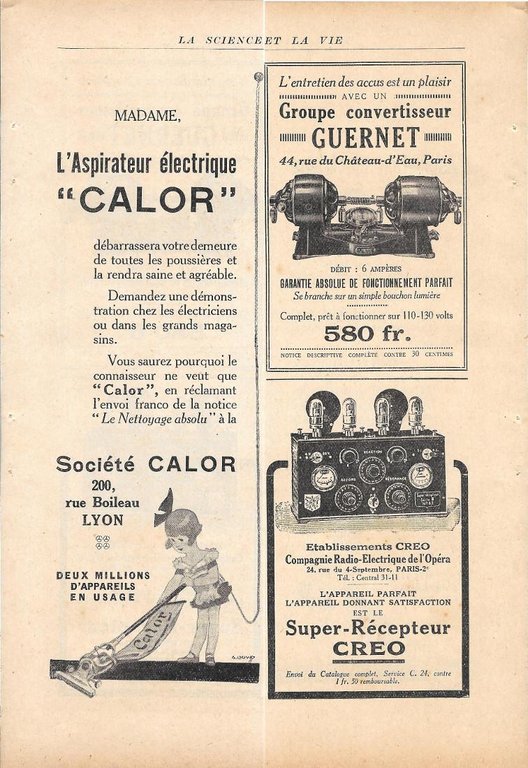 LA SCIENCE ET LA VIE
MADAME,
L'Aspirateur électrique
"CALOR"
débarrassera votre demeure
de toutes les poussières et
la rendra saine et agréable.
Demandez une démons-
tration chez les électriciens
ou dans les grands maga-
sins.
Vous saurez pourquoi le
connaisseur ne veut que
"Calor", en réclamant
l'envoi franco de la notice
"Le Nettoyage absolu" à la
Société CALOR
200,
rue Boileau
LYON
DEUX MILLIONS
D'APPAREILS
EN USAGE
Calor
L'entretien des accus est un plaisir
AVEC UN
Groupe convertisseur
GUERNET
44, rue du Château-d'Eau, Paris
DÉBIT : 6 AMPÈRES
GARANTIE ABSOLUE DE FONCTIONNEMENT PARFAIT
Se branche sur un simple bouchon lumière
Complet, prêt à fonctionner sur 110-130 volts
580 fr.
NOTICE DESCRIPTIVE COMPLÈTE CONTRE 30 CENTIMES
RÉACTION
ACCORD
RÉSONANCE
Etablissements CREO
Compagnie Radio-Electrique de l'Opéra
24, rue du 4-Septembre, PARIS-2e
Tél. : Central 31-11
L'APPAREIL PARFAIT
L'APPAREIL DONNANT SATISFACTION
EST LE
Super-Récepteur
CREO
Envoi du Catalogue complet, Service C. 24, contre
1 fr. 50 remboursable.